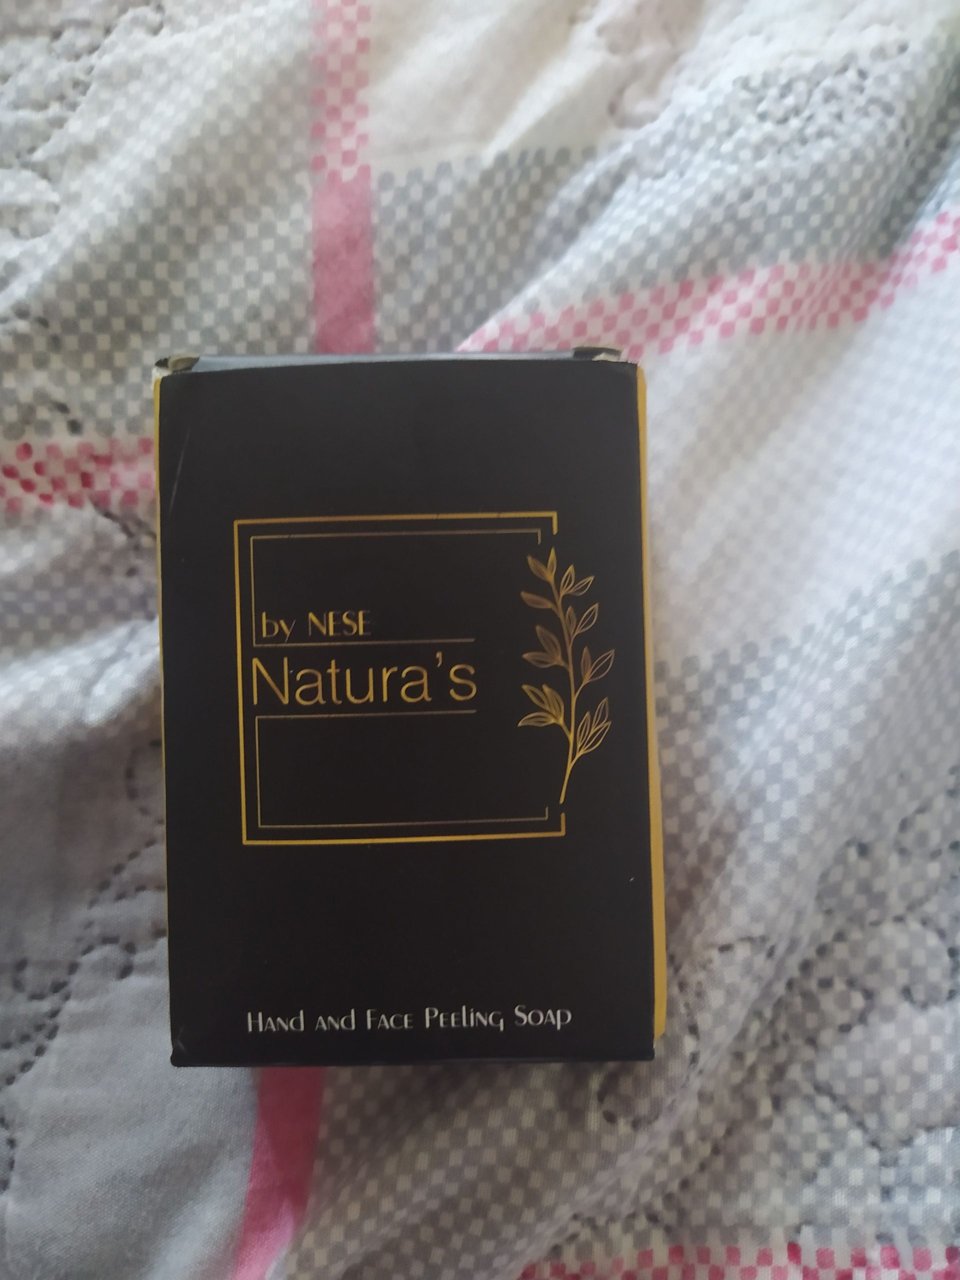 by NESE
Natura's
Hand and Face Peeling Soap